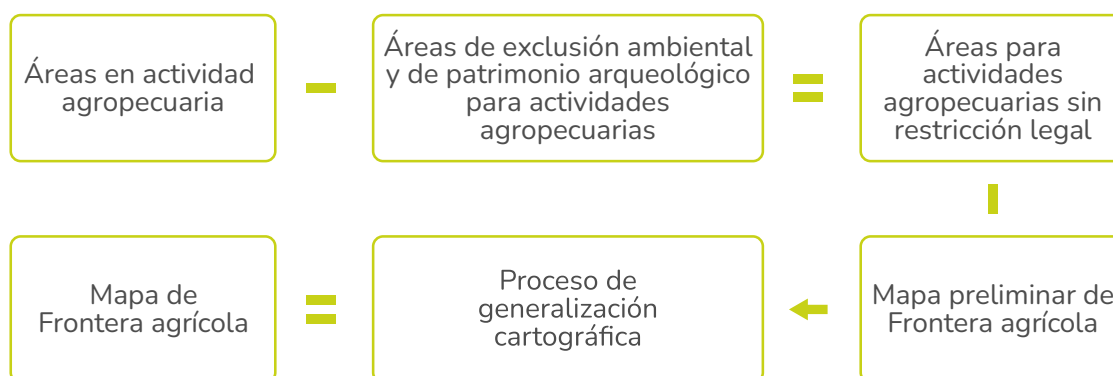 Áreas en actividad
agropecuaria
Áreas de exclusión ambiental
y de patrimonio arqueológico
para actividades
agropecuarias
Áreas para
actividades
agropecuarias sin
restricción legal
Mapa preliminar de
Frontera agrícola
Proceso de
generalización
cartográfica
Mapa de
Frontera agrícola